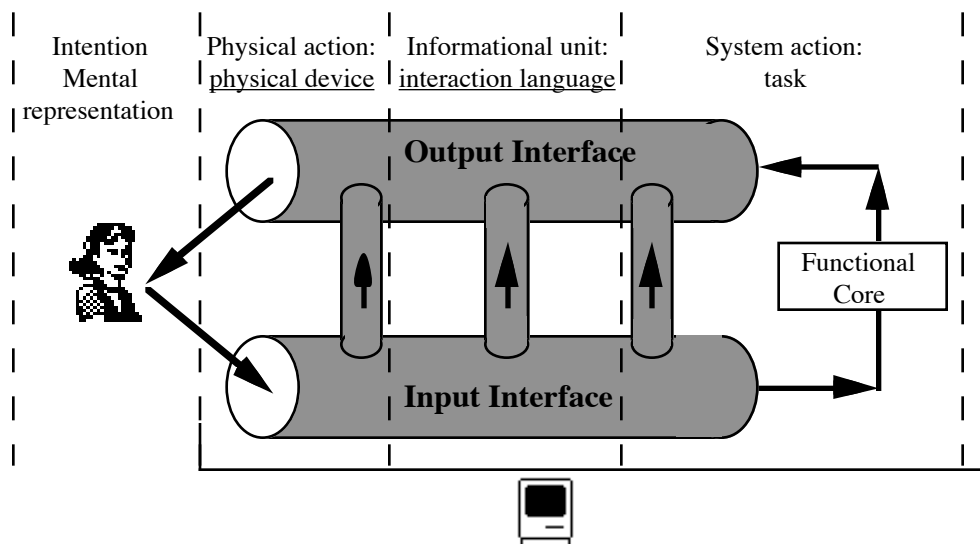 Intention
Mental
representation
Physical action:
physical device
Informational unit:
interaction language
System action:
task
Output Interface
Functional
Core
Input Interface